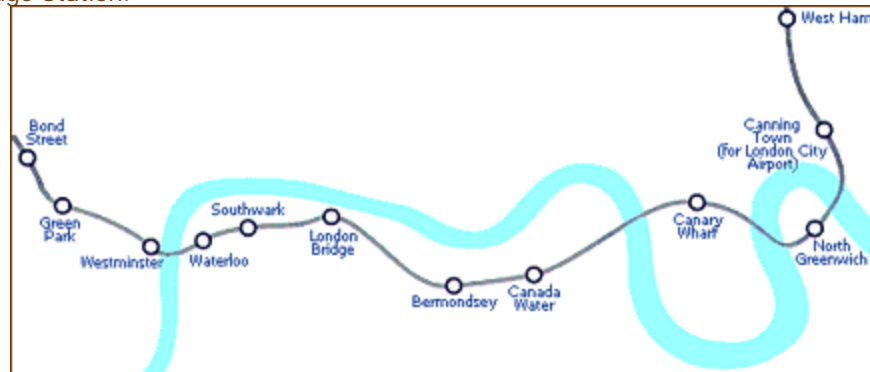 West Ham
Bond
Street
Canning
Town
(for London City
Airport)
Green
Park
Southwark
Westminster
Waterloo
London
Bridge
Canary
Wharf
North
Greenwich
Bermondsey
Canada
Water